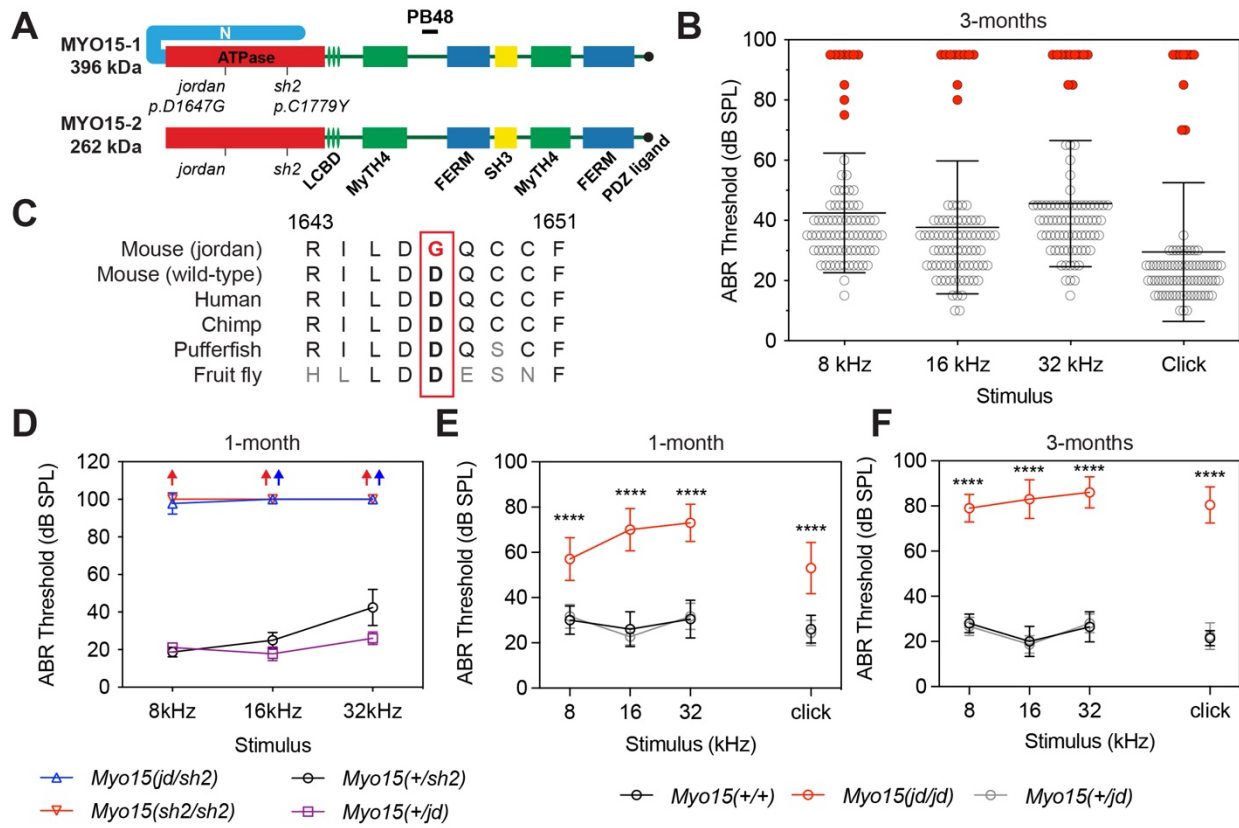 A
PB48
MYO15-1
396 kDa
N
ATPase
jordan
p.D1647G
sh2
p.C1779Y
MYO15-2
262 kDa
jordan
sh2
LCBD
MyTH4
FERM
SH3
MyTH4
FERM
PDZ ligand
B
3-months
ABR Threshold (dB SPL)
100
80
60
40
20
0
8 kHz 16 kHz 32 kHz Click
Stimulus
C
1643 1651
Mouse (jordan) R I L D G Q C C F
Mouse (wild-type) R I L D D Q C C F
Human R I L D D Q C C F
Chimp R I L D D Q C C F
Pufferfish R I L D D Q S C F
Fruit fly H L L D D E S N F
D
1-month
ABR Threshold (dB SPL)
120
100
80
60
40
20
0
8kHz 16kHz 32kHz
Stimulus
Myo15(jd/sh2) Myo15(+/sh2)
Myo15(sh2/sh2) Myo15(+/jd)
E
1-month
ABR Threshold (dB SPL)
100
80
60
40
20
0
**** **** **** ****
8 16 32 click
Stimulus (kHz)
F
3-months
ABR Threshold (dB SPL)
100
80
60
40
20
0
**** **** **** ****
8 16 32 click
Stimulus (kHz)
Myo15(+/+) Myo15(jd/jd) Myo15(+/jd)